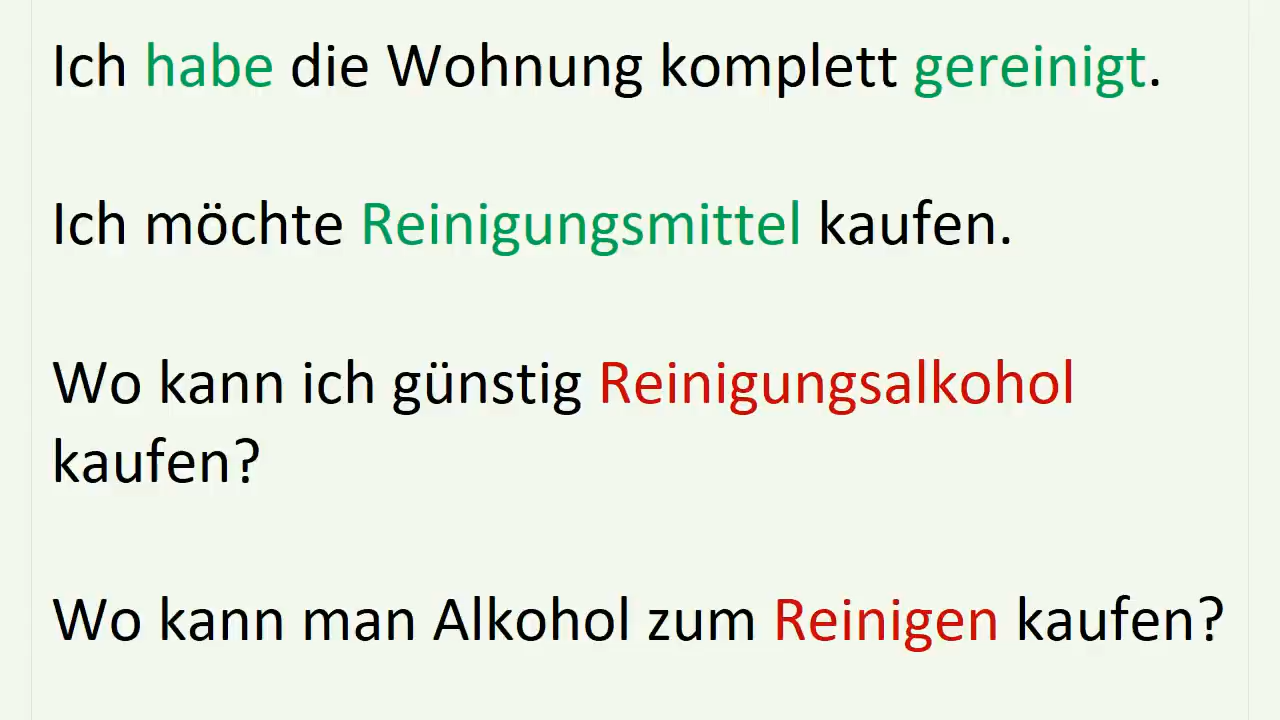 Ich habe die Wohnung komplett gereinigt.
Ich möchte Reinigungsmittel kaufen.
Wo kann ich günstig Reinigungsalkohol
kaufen?
Wo kann man Alkohol zum Reinigen kaufen?